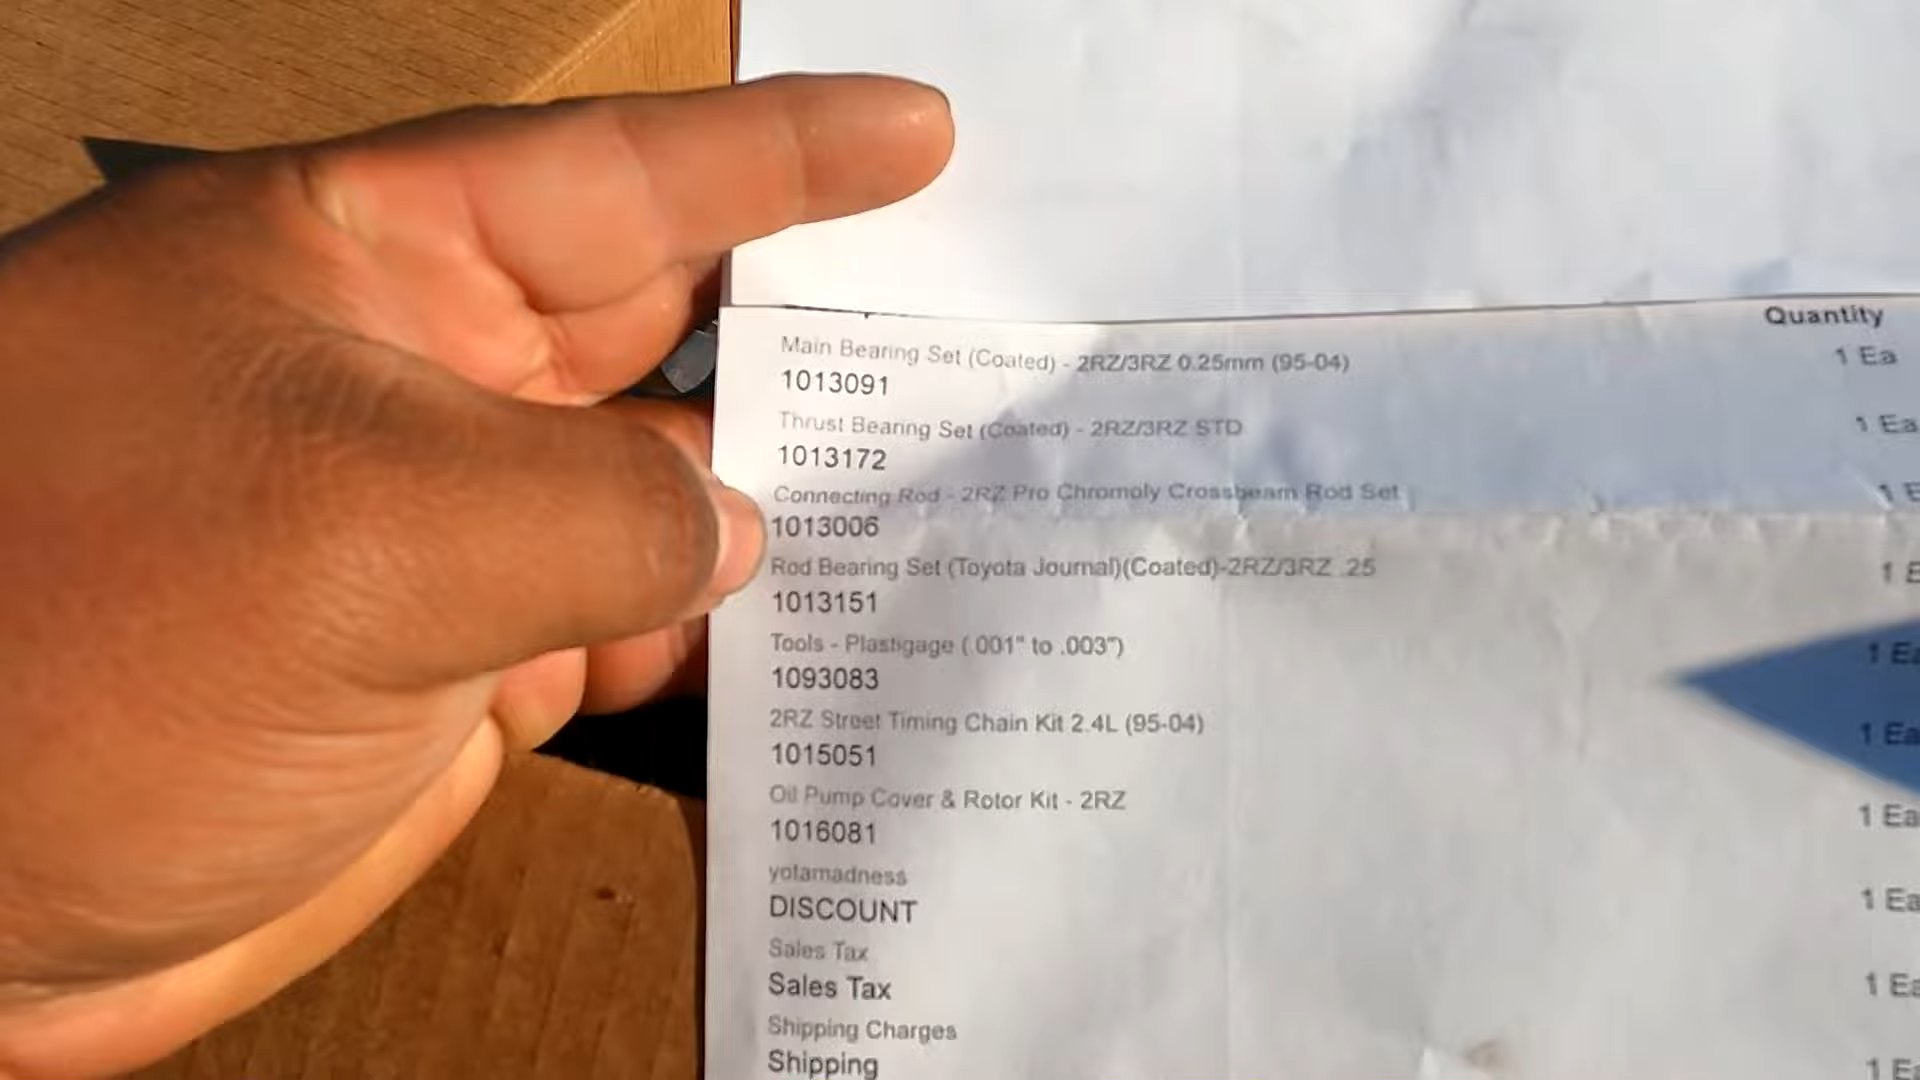 Quantity
Main Bearing Set (Coated) - 2RZ/3RZ 0.25mm (95-04) 1 Ea
1013091
Thrust Bearing Set (Coated) - 2RZ/3RZ STD 1 Ea
1013172
Connecting Rod - 2RZ Pro Chromoly Crossbeam Rod Set 1 E
1013006
Rod Bearing Set (Toyota Journal)(Coated)-2RZ/3RZ .25 1 E
1013151
Tools - Plastigage (.001" to .003") 1 Ea
1093083
2RZ Street Timing Chain Kit 2.4L (95-04) 1 Ea
1015051
Oil Pump Cover & Rotor Kit - 2RZ 1 Ea
1016081
yotamadness 1 Ea
DISCOUNT
Sales Tax 1 Ea
Sales Tax
Shipping Charges 1 Ea
Shipping